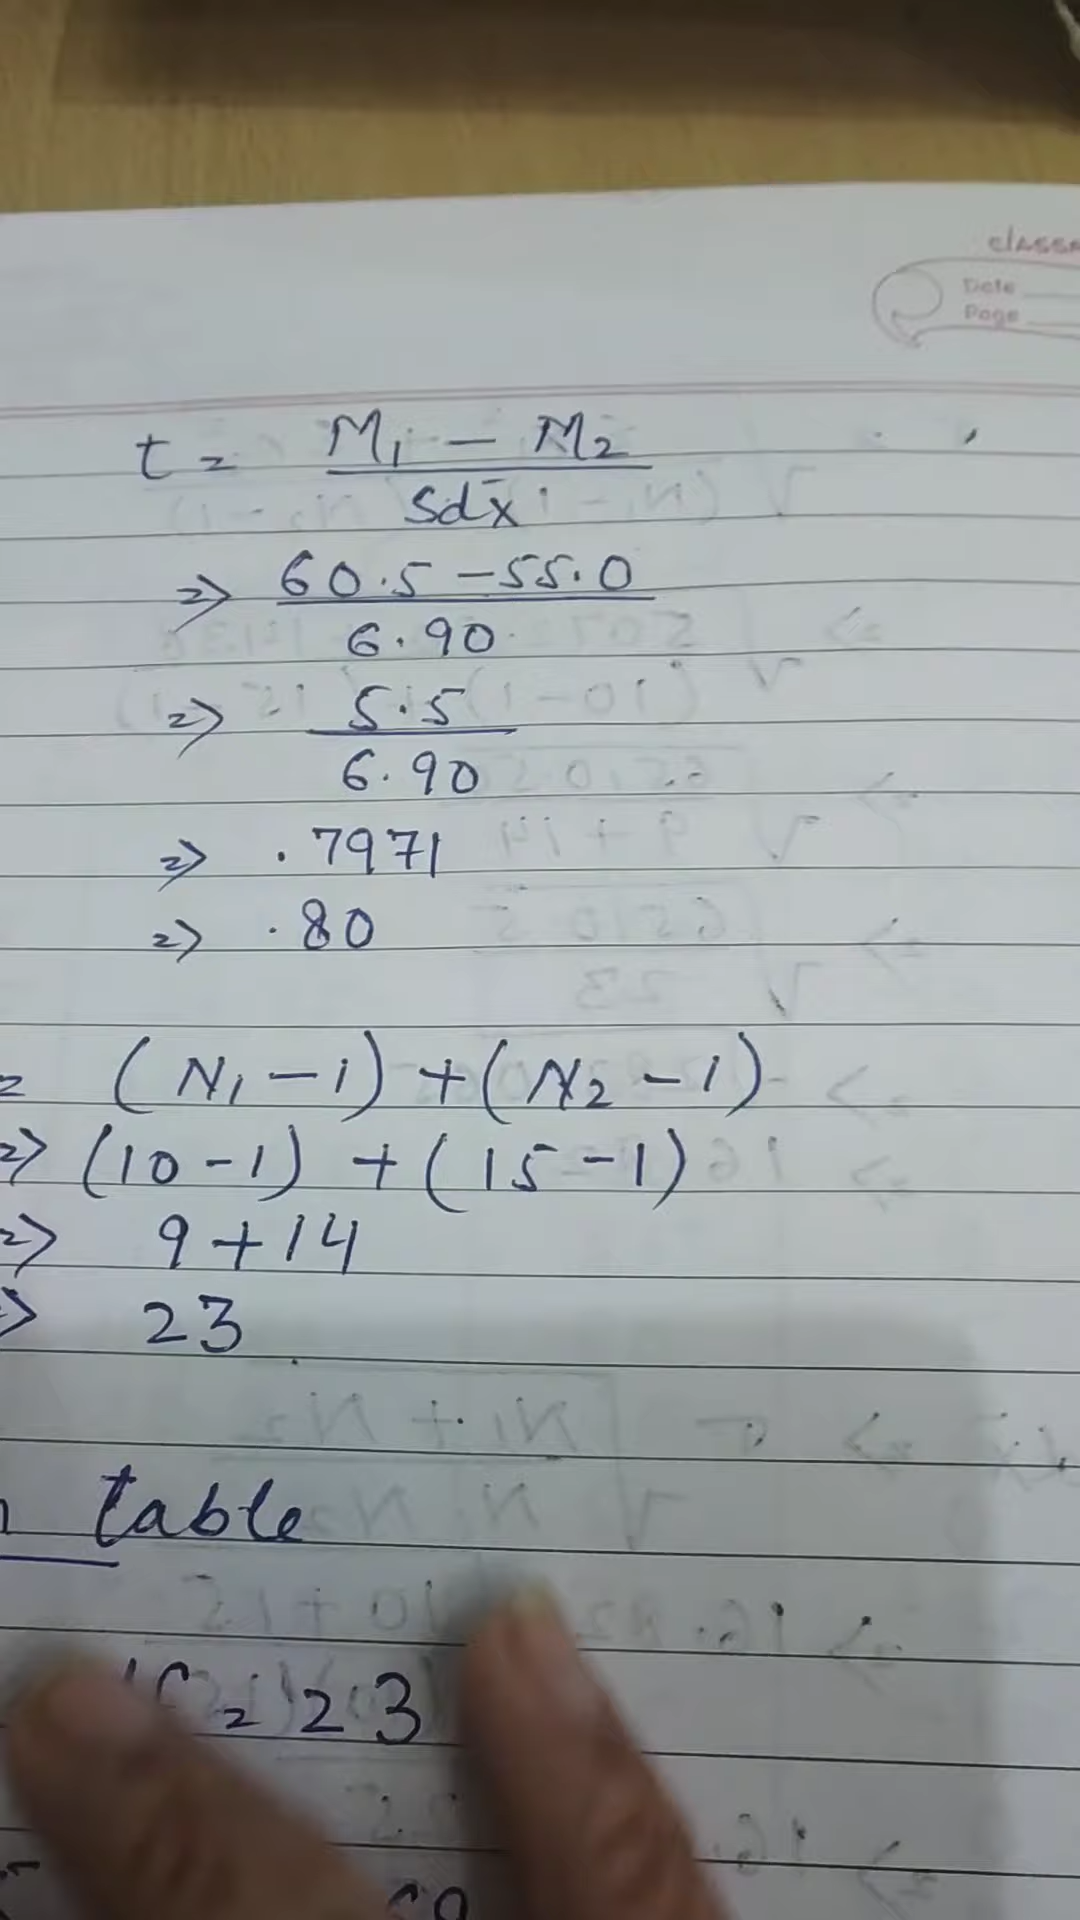 classm
Date
Page
t = M₁ - M₂
Sdx̄
=> 60.5 - 55.0
6.90
=> 5.5
6.90
=> .7971
=> .80
= (N₁ - 1) + (N₂ - 1)
=> (10 - 1) + (15 - 1)
=> 9 + 14
=> 23
table
= 23